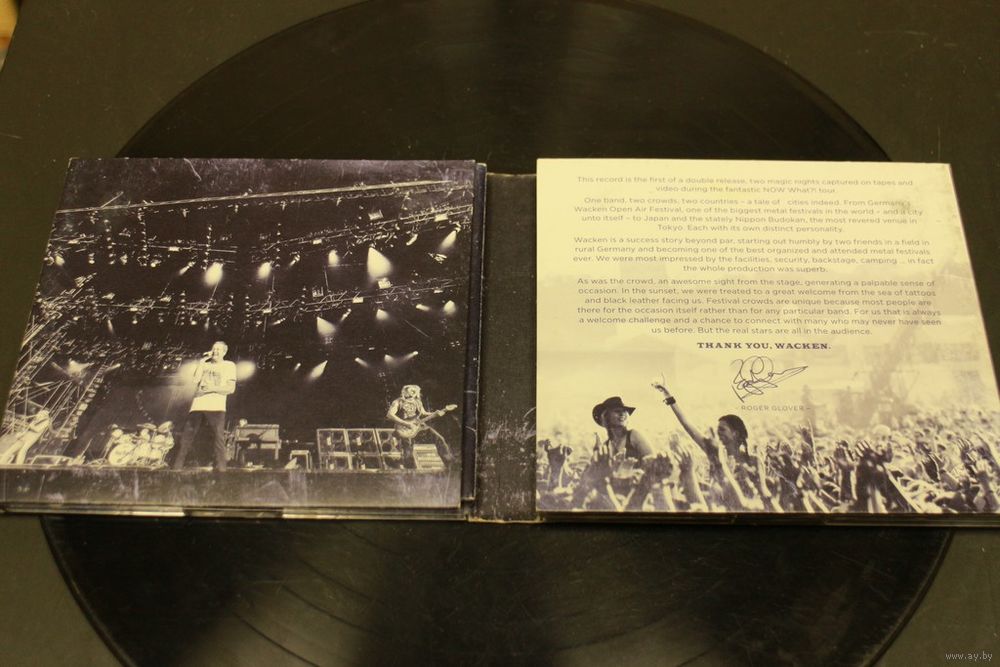 This record is the first of a double release, two magic nights captured on tapes and
video during the fantastic NOW What?! tour.
One band, two crowds, two countries – a tale of cities indeed. From Germany's
Wacken Open Air Festival, one of the biggest metal festivals in the world – and a city
unto itself – to Japan and the stately Nippon Budokan, the most revered venue in
Tokyo. Each with its own distinct personality.
Wacken is a success story beyond par, starting out humbly by two friends in a field in
rural Germany and becoming one of the best organized and attended metal festivals
ever. We were most impressed by the facilities, security, backstage, camping ... in fact
the whole production was superb.
As was the crowd, an awesome sight from the stage, generating a palpable sense of
occasion. In the sunset, we were treated to a great welcome from the sea of tattoos
and black leather facing us. Festival crowds are unique because most people are
there for the occasion itself rather than for any particular band. For us that is always
a welcome challenge and a chance to connect with many who may never have seen
us before. But the real stars are all in the audience.
THANK YOU, WACKEN.
– ROGER GLOVER –
www.ay.by